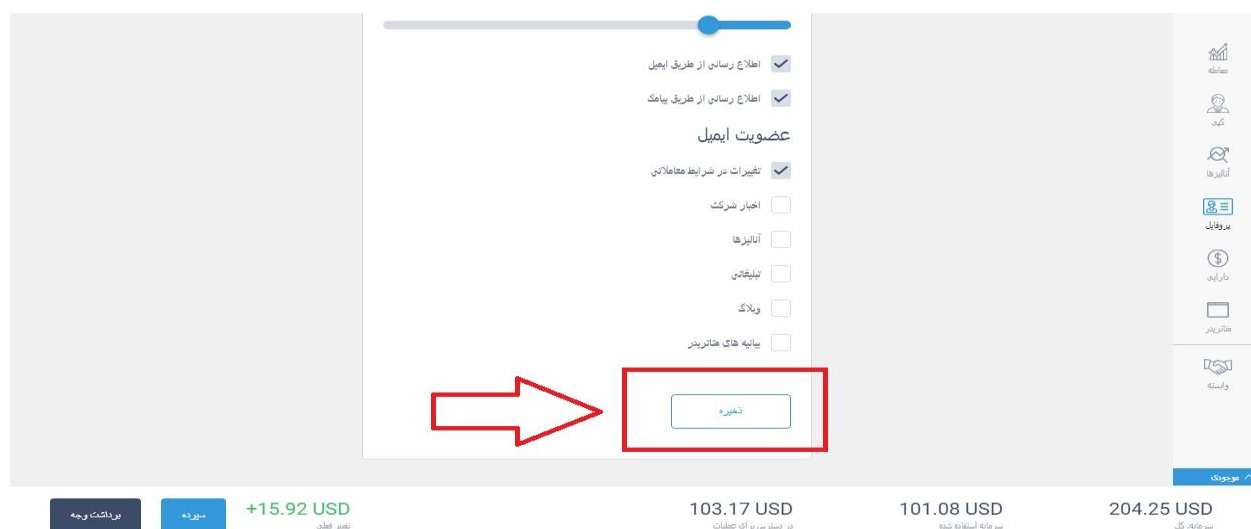 اطلاع رسانی از طریق ایمیل
اطلاع رسانی از طریق پیامک
عضویت ایمیل
تغییرات در شرایط معاملاتی
اخبار شرکت
آنالیزها
تبلیغاتی
وبلاگ
بیانیه های متاتریدر
ذخیره
معامله
کپی
آنالیزها
پروفایل
دارایی
متاتریدر
وابسته
موجودی
204.25 USD
سرمایه کل
101.08 USD
سرمایه استفاده شده
103.17 USD
در دسترس برای عملیات
+15.92 USD
تغییر فعلی
سپرده
برداشت وجه